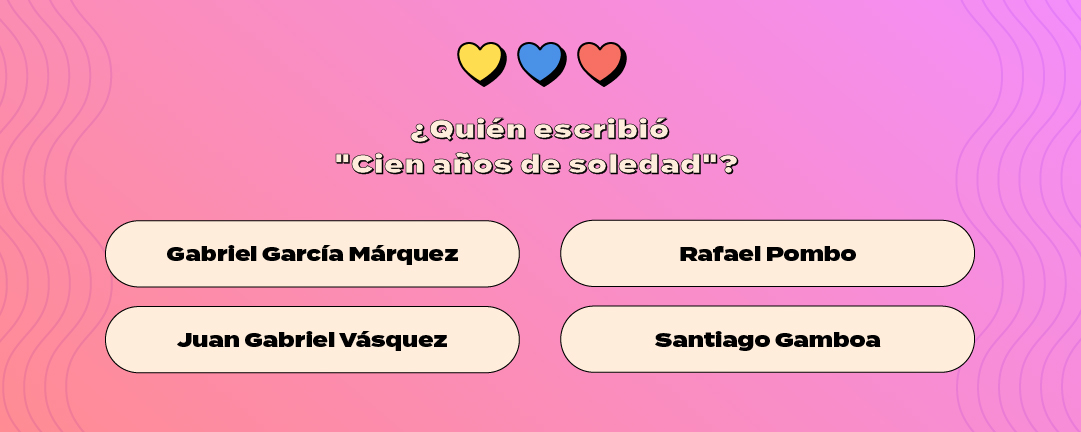 ¿Quién escribió
"Cien años de soledad"?
Gabriel García Márquez
Rafael Pombo
Juan Gabriel Vásquez
Santiago Gamboa